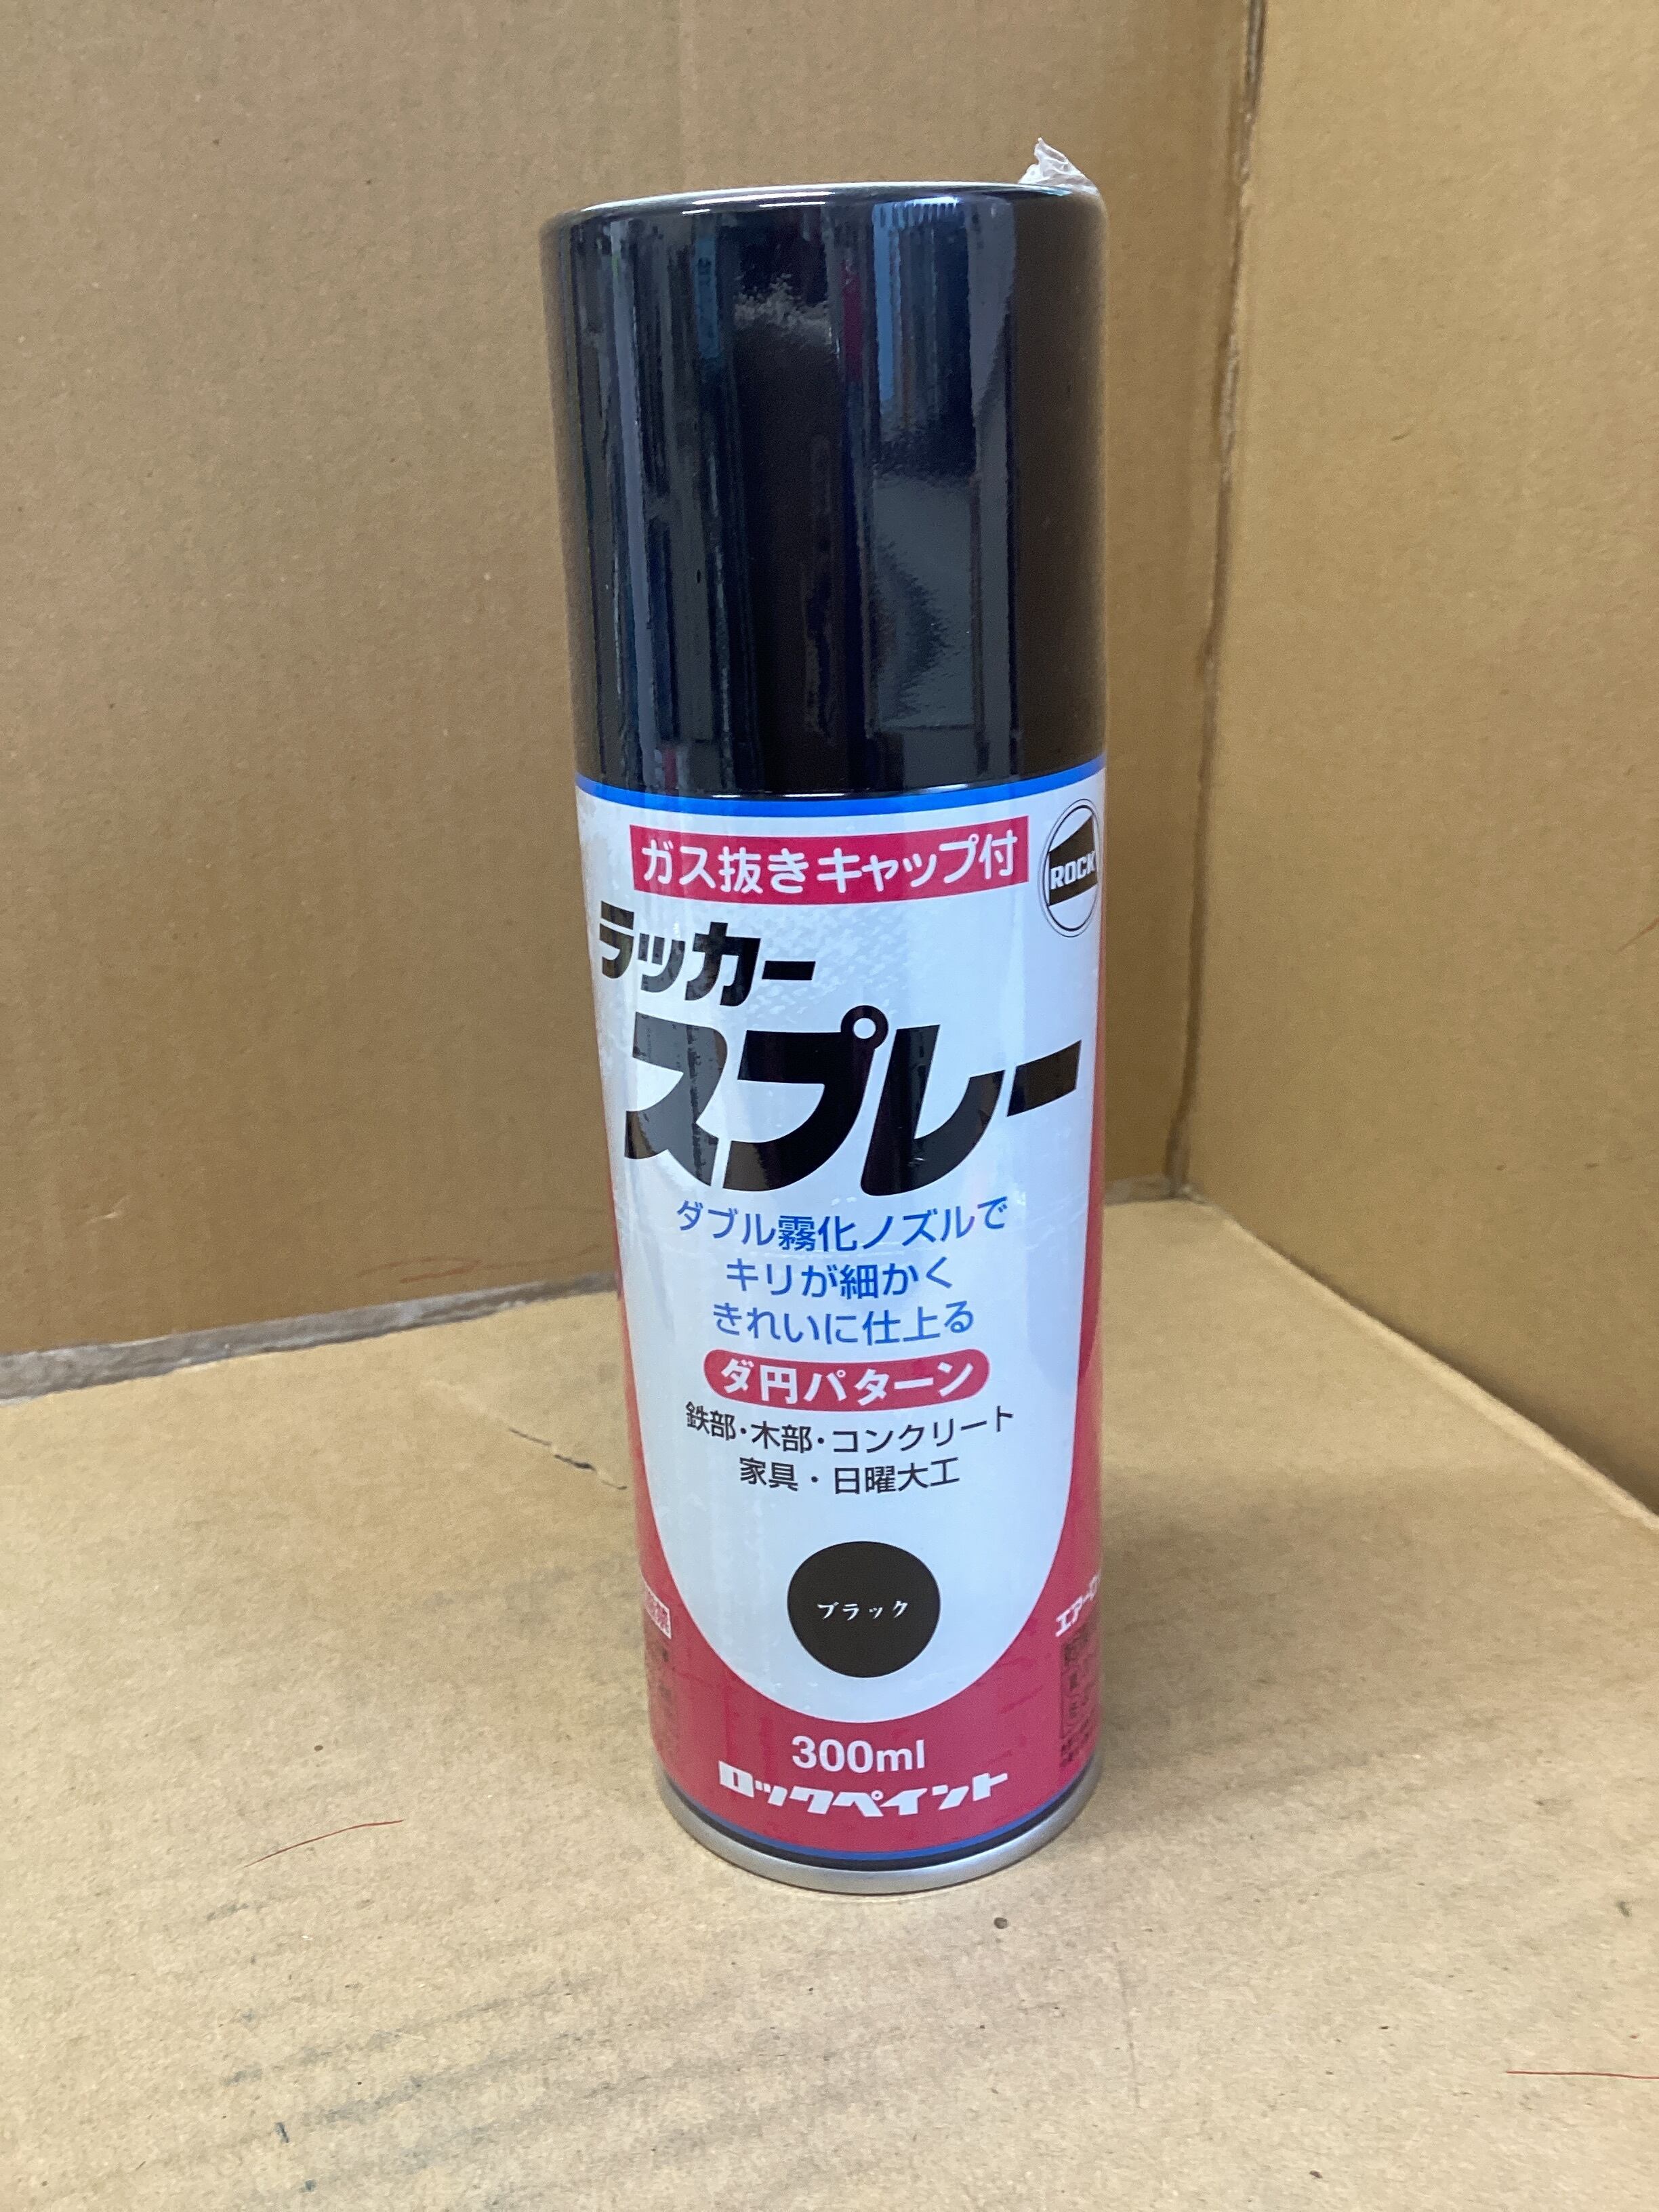 ガス抜きキャップ付
ROCK
ラッカー
スプレー
ダブル霧化ノズルで
キリが細かく
きれいに仕上る
ダ円パターン
鉄部・木部・コンクリート
家具・日曜大工
ブラック
エアー
300ml
ロックペイント